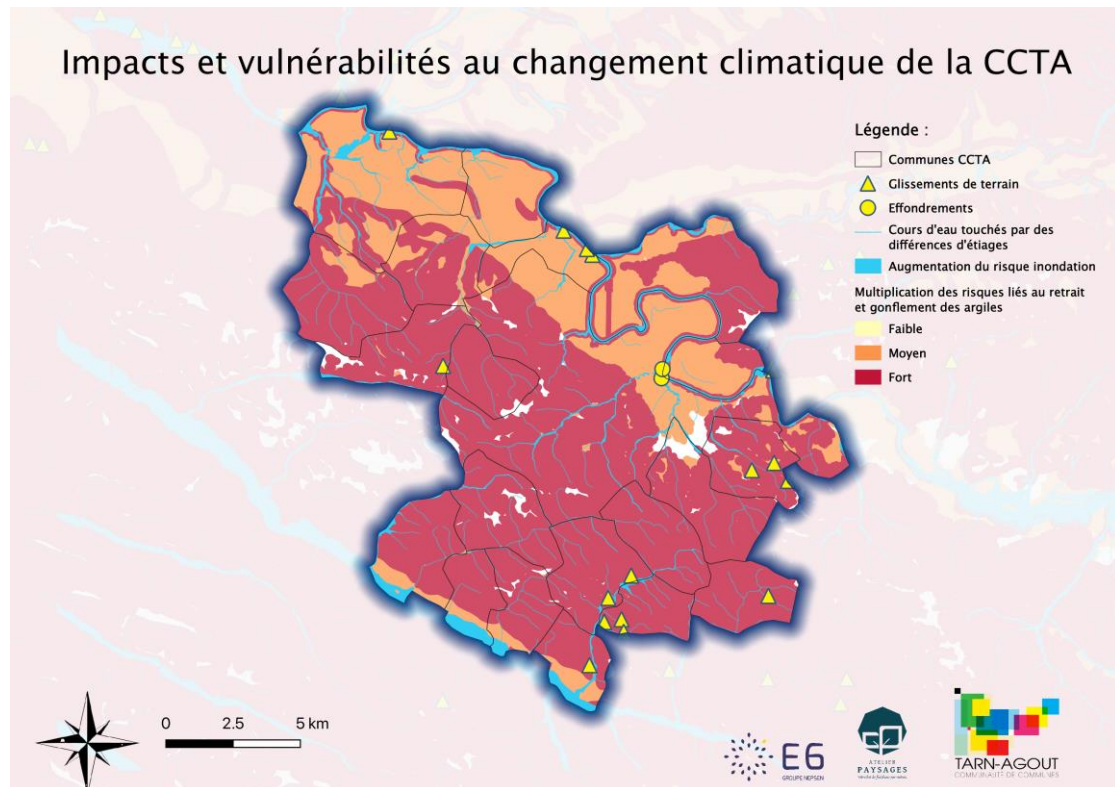 Impacts et vulnérabilités au changement climatique de la CCTA
Légende :
Communes CCTA
Glissements de terrain
Effondrements
Cours d'eau touchés par des
différences d'étiages
Augmentation du risque inondation
Multiplication des risques liés au retrait
et gonflement des argiles
Faible
Moyen
Fort
0 2.5 5 km
E6
GROUPE NEPSEN
ATELIER
PAYSAGES
TARN-AGOUT
COMMUNAUTÉ DE COMMUNES